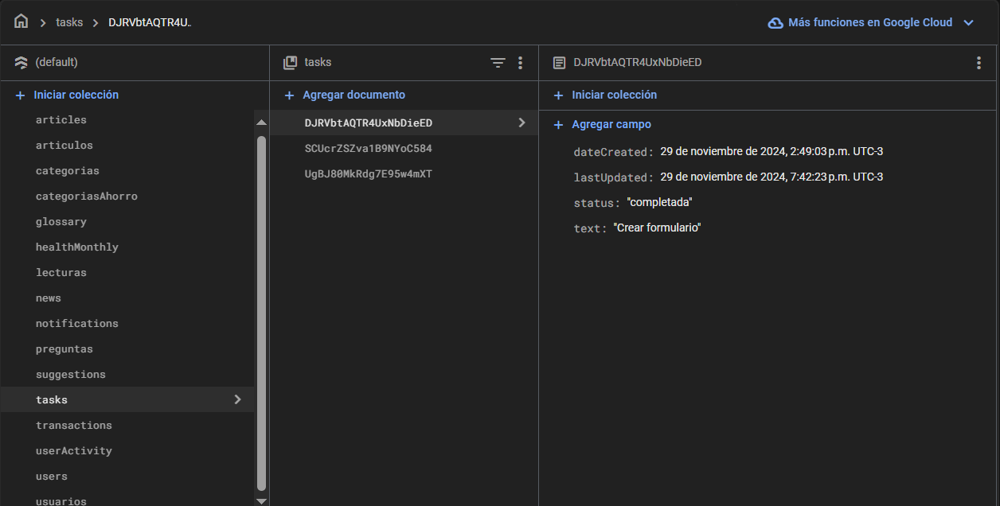 tasks DJRVbtAQTR4U.. Más funciones en Google Cloud
(default)
Iniciar colección
articles
articulos
categorias
categoriasAhorro
glossary
healthMonthly
lecturas
news
notifications
preguntas
suggestions
tasks
transactions
userActivity
users
usuarios
tasks
Agregar documento
DJRVbtAQTR4UxNbDieED
SCUcrZSZva1B9NYoC584
UgBJ80MkRdg7E95w4mXT
DJRVbtAQTR4UxNbDieED
Iniciar colección
Agregar campo
dateCreated: 29 de noviembre de 2024, 2:49:03 p.m. UTC-3
lastUpdated: 29 de noviembre de 2024, 7:42:23 p.m. UTC-3
status: "completada"
text: "Crear formulario"